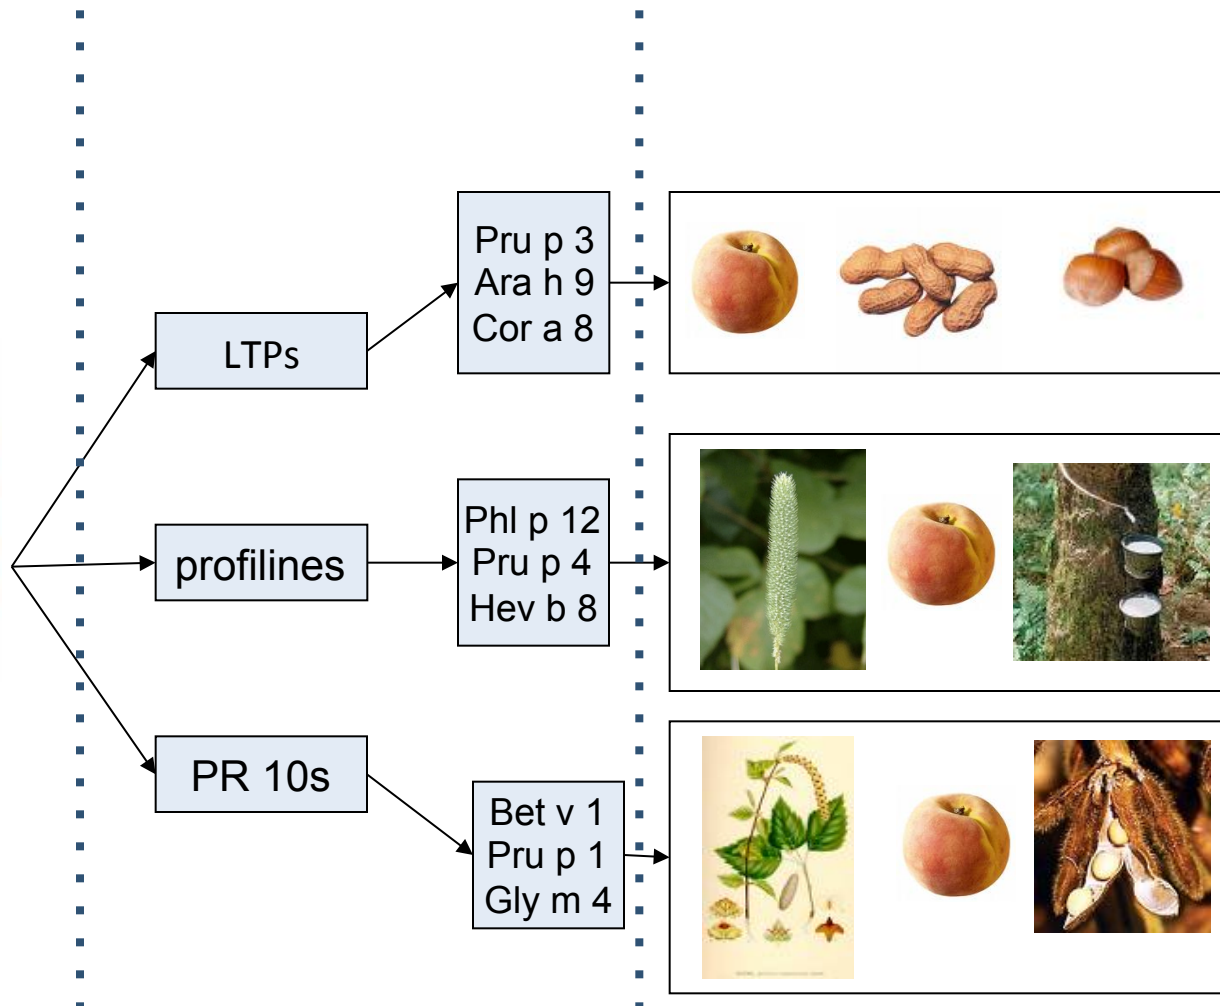 LTPs
Pru p 3
Ara h 9
Cor a 8
profilines
Phl p 12
Pru p 4
Hev b 8
PR 10s
Bet v 1
Pru p 1
Gly m 4